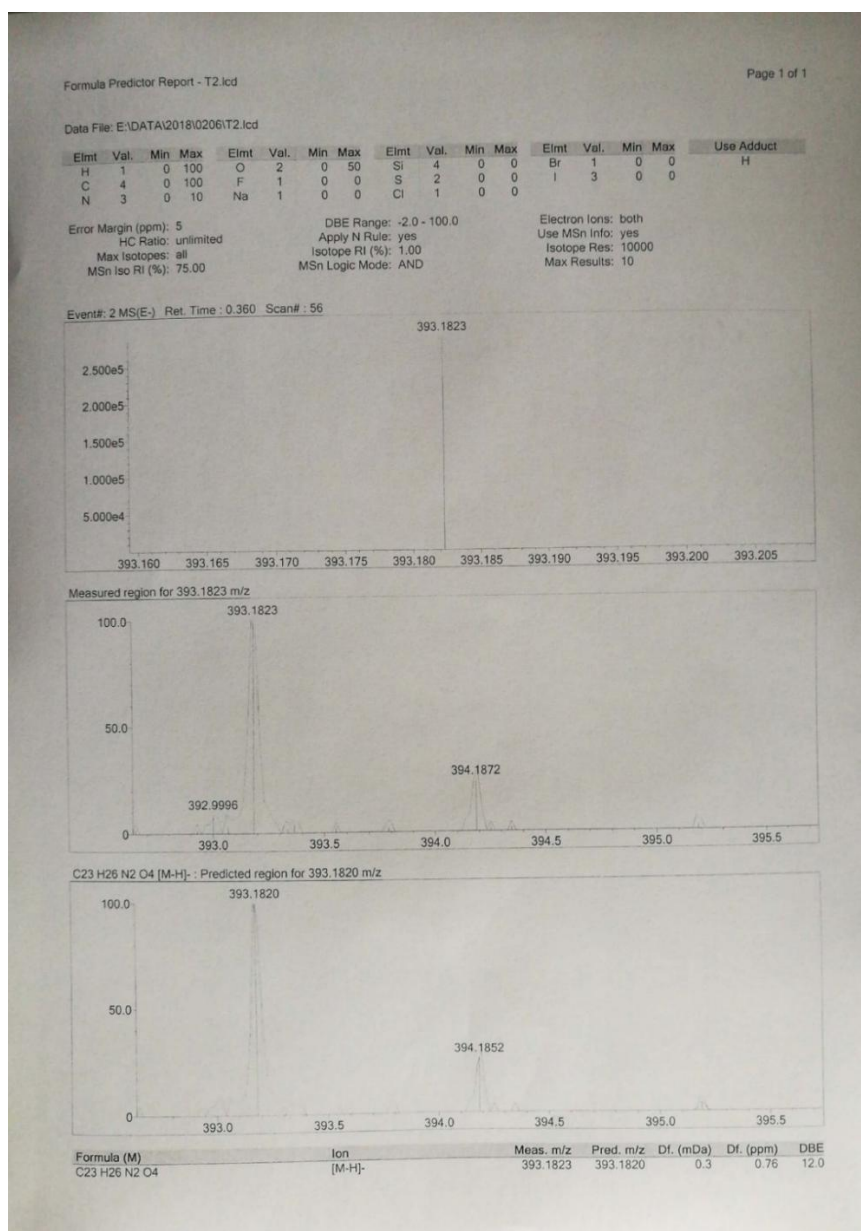 Page 1 of 1
Formula Predictor Report - T2.lcd
Data File: E:\DATA\2018\0206\T2.lcd
Elmt Val. Min Max Elmt Val. Min Max Elmt Val. Min Max Elmt Val. Min Max Use Adduct
H 1 0 100 O 2 0 50 Si 4 0 0 Br 1 0 0 H
C 4 0 100 F 1 0 0 S 2 0 0 I 3 0 0
N 3 0 10 Na 1 0 0 Cl 1 0 0
Error Margin (ppm): 5 DBE Range: -2.0 - 100.0 Electron Ions: both
HC Ratio: unlimited Apply N Rule: yes Use MSn Info: yes
Max Isotopes: all Isotope RI (%): 1.00 Isotope Res: 10000
MSn Iso RI (%): 75.00 MSn Logic Mode: AND Max Results: 10
Event#: 2 MS(E-) Ret. Time : 0.360 Scan# : 56
393.1823
2.500e5
2.000e5
1.500e5
1.000e5
5.000e4
393.160 393.165 393.170 393.175 393.180 393.185 393.190 393.195 393.200 393.205
Measured region for 393.1823 m/z
393.1823
100.0
50.0
394.1872
392.9996
0
393.0 393.5 394.0 394.5 395.0 395.5
C23 H26 N2 O4 [M-H]- : Predicted region for 393.1820 m/z
393.1820
100.0
50.0
394.1852
0
393.0 393.5 394.0 394.5 395.0 395.5
Formula (M) Ion Meas. m/z Pred. m/z Df. (mDa) Df. (ppm) DBE
C23 H26 N2 O4 [M-H]- 393.1823 393.1820 0.3 0.76 12.0